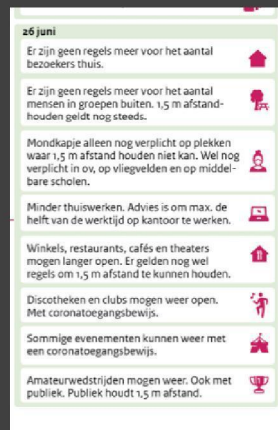 26 juni
Er zijn geen regels meer voor het aantal
bezoekers thuis.
Er zijn geen regels meer voor het aantal
mensen in groepen buiten. 1,5 m afstand-
houden geldt nog steeds.
Mondkapje alleen nog verplicht op plekken
waar 1,5 m afstand houden niet kan. Wel nog
verplicht in ov, op vliegvelden en op middel-
bare scholen.
Minder thuiswerken. Advies is om max. de
helft van de werktijd op kantoor te werken.
Winkels, restaurants, cafés en theaters
mogen langer open. Er gelden nog wel
regels om 1,5 m afstand te kunnen houden.
Discotheken en clubs mogen weer open.
Met coronatoegangsbewijs.
Sommige evenementen kunnen weer met
een coronatoegangsbewijs.
Amateurwedstrijden mogen weer. Ook met
publiek. Publiek houdt 1,5 m afstand.